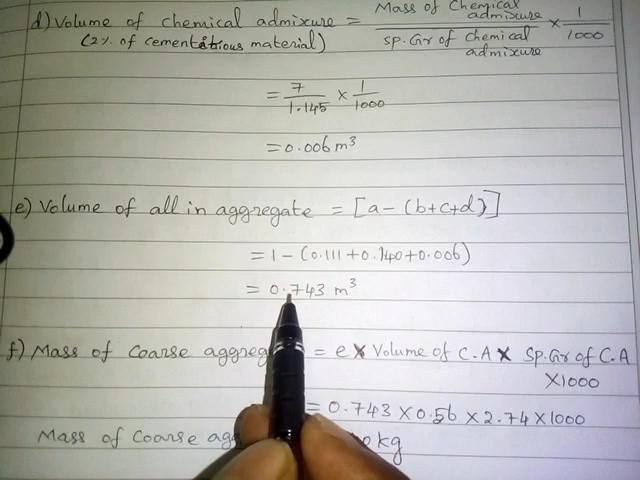 d) Volume of chemical admixure = Mass of Chemical admixure / Sp.Gr of Chemical admixure × 1/1000
(2% of cementitious material)
= 7/1.145 × 1/1000
= 0.006 m³
e) Volume of all in aggregate = [a-(b+c+d)]
= 1 - (0.111+0.140+0.006)
= 0.743 m³
f) Mass of Coarse = e × Volume of C.A × Sp.Gr of C.A
×1000
= 0.743 × 0.56 × 2.74 × 1000
Mass of Coarse kg